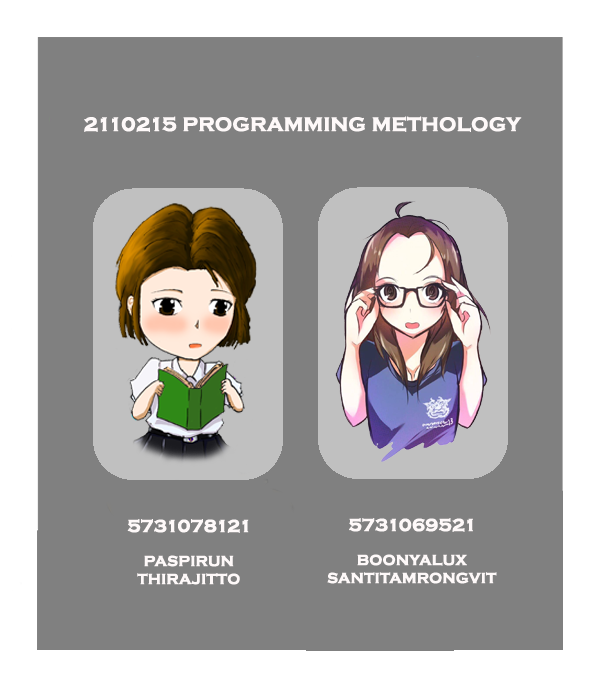 2110215 PROGRAMMING METHOLOGY
5731078121
PASPIRUN
THIRAJITTO
5731069521
BOONYALUX
SANTITAMRONGVIT